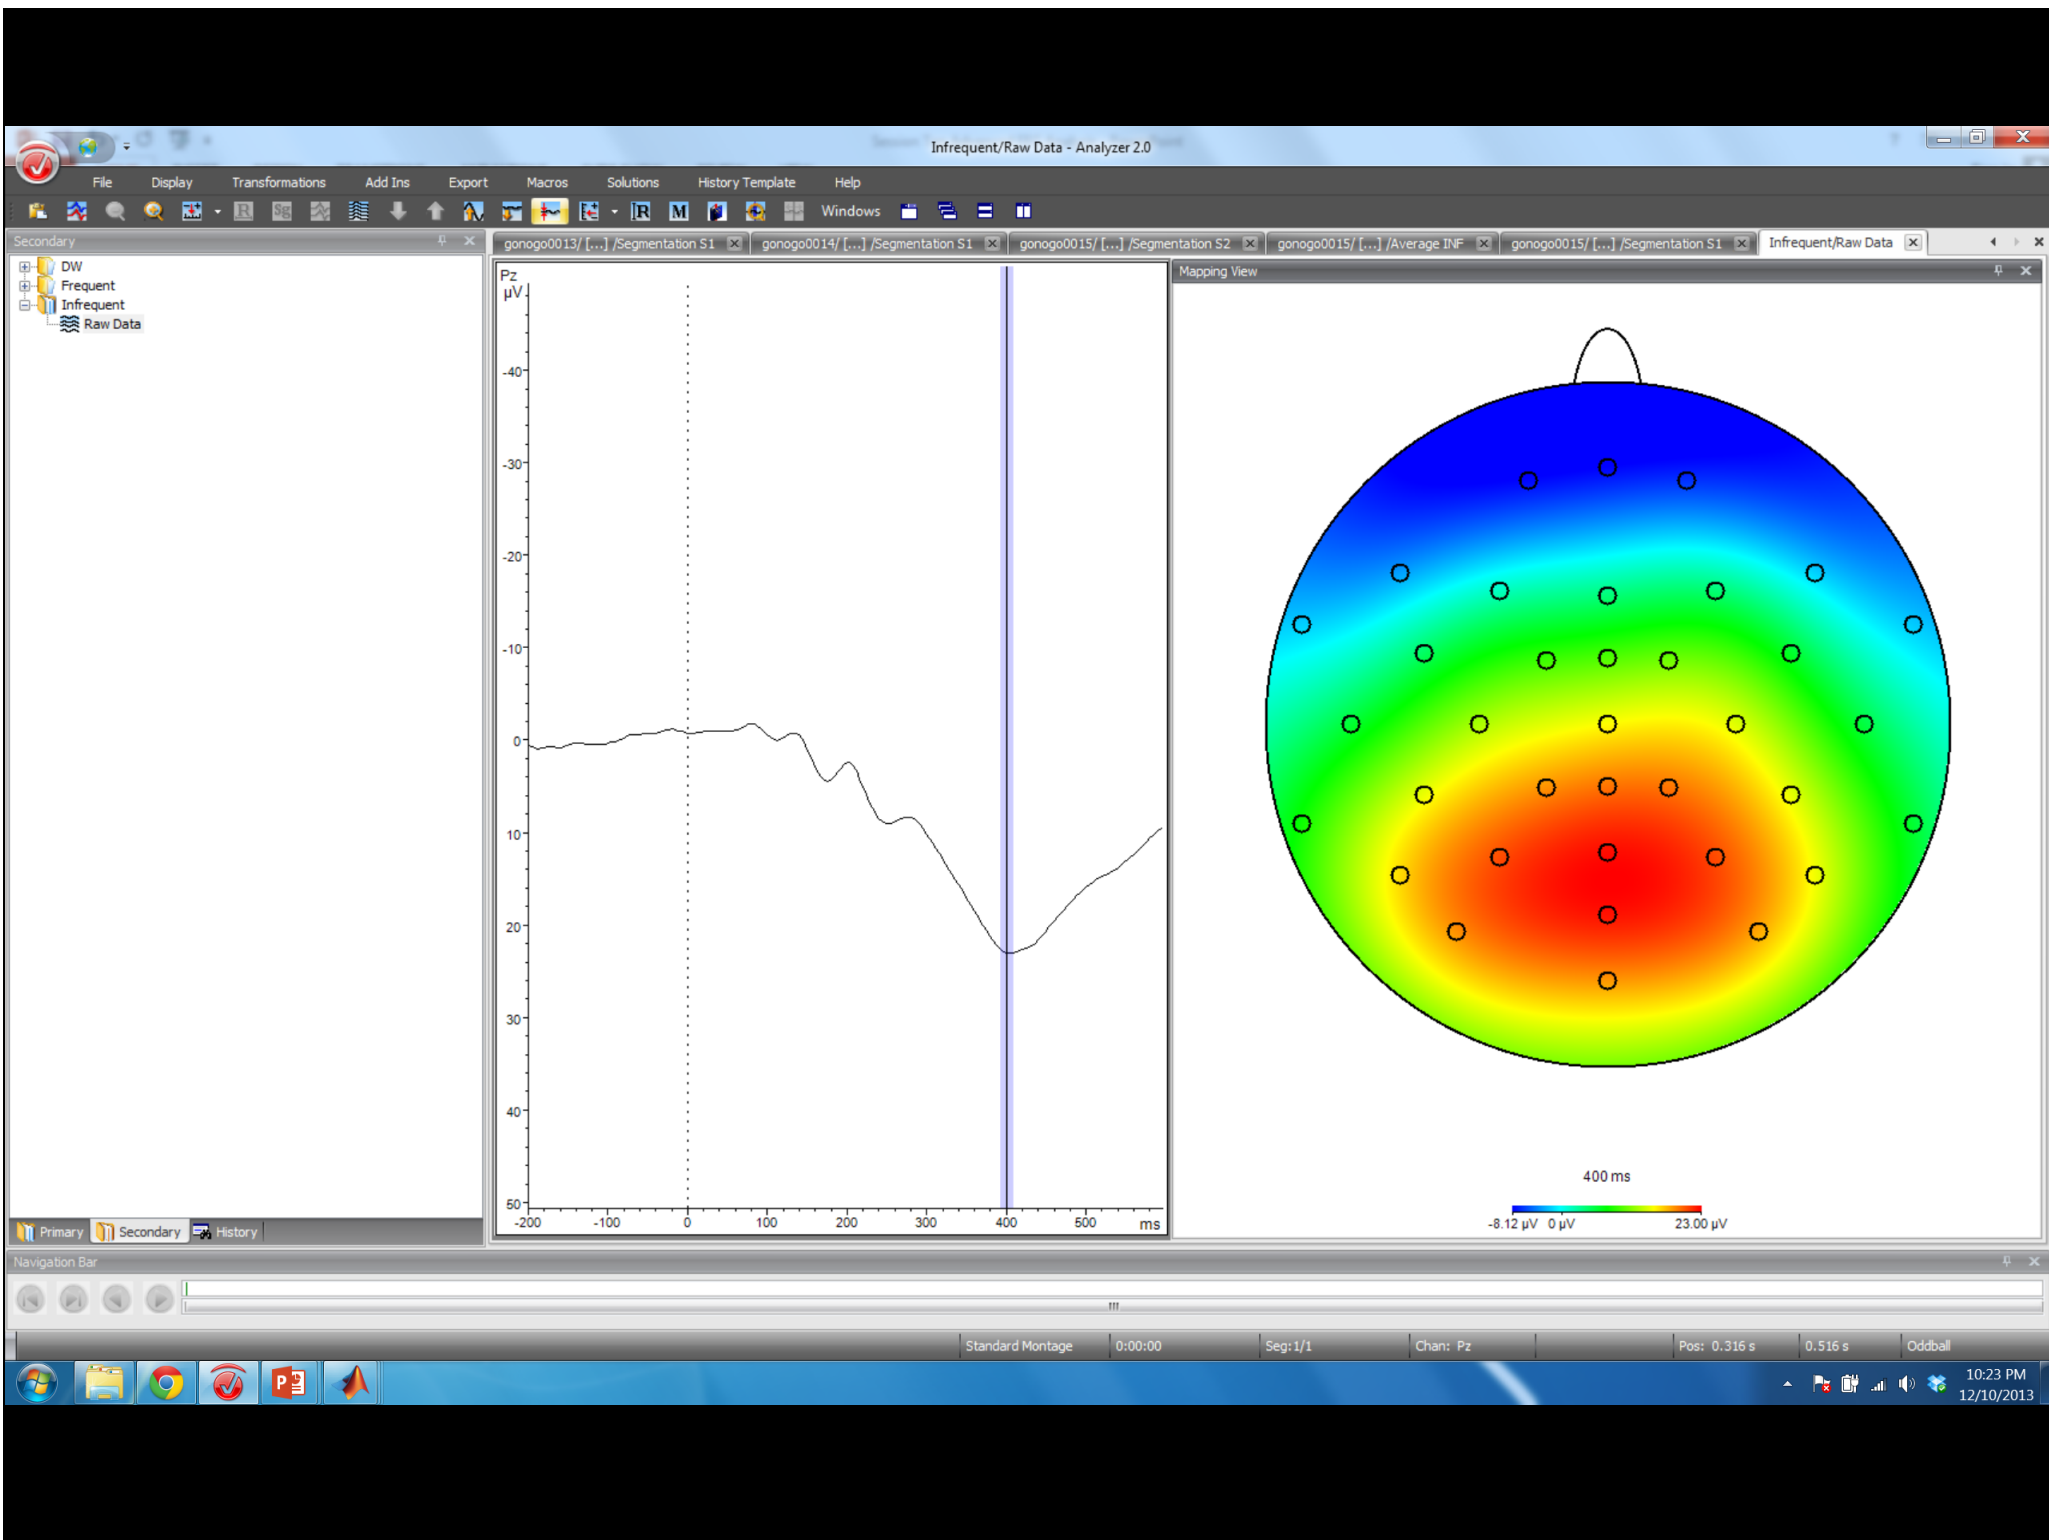 Infrequent/Raw Data - Analyzer 2.0
File Display Transformations Add Ins Export Macros Solutions History Template Help
R Sg R M Windows
Secondary
gonogo0013/ [...] /Segmentation S1 gonogo0014/ [...] /Segmentation S1 gonogo0015/ [...] /Segmentation S2 gonogo0015/ [...] /Average INF gonogo0015/ [...] /Segmentation S1 Infrequent/Raw Data
DW
Frequent
Infrequent
Raw Data
Pz
µV
-40
-30
-20
-10
0
10
20
30
40
50
-200 -100 0 100 200 300 400 500 ms
Mapping View
400 ms
-8.12 µV 0 µV 23.00 µV
Primary Secondary History
Navigation Bar
Standard Montage 0:00:00 Seg:1/1 Chan: Pz Pos: 0.316 s 0.516 s Oddball
P
10:23 PM
12/10/2013